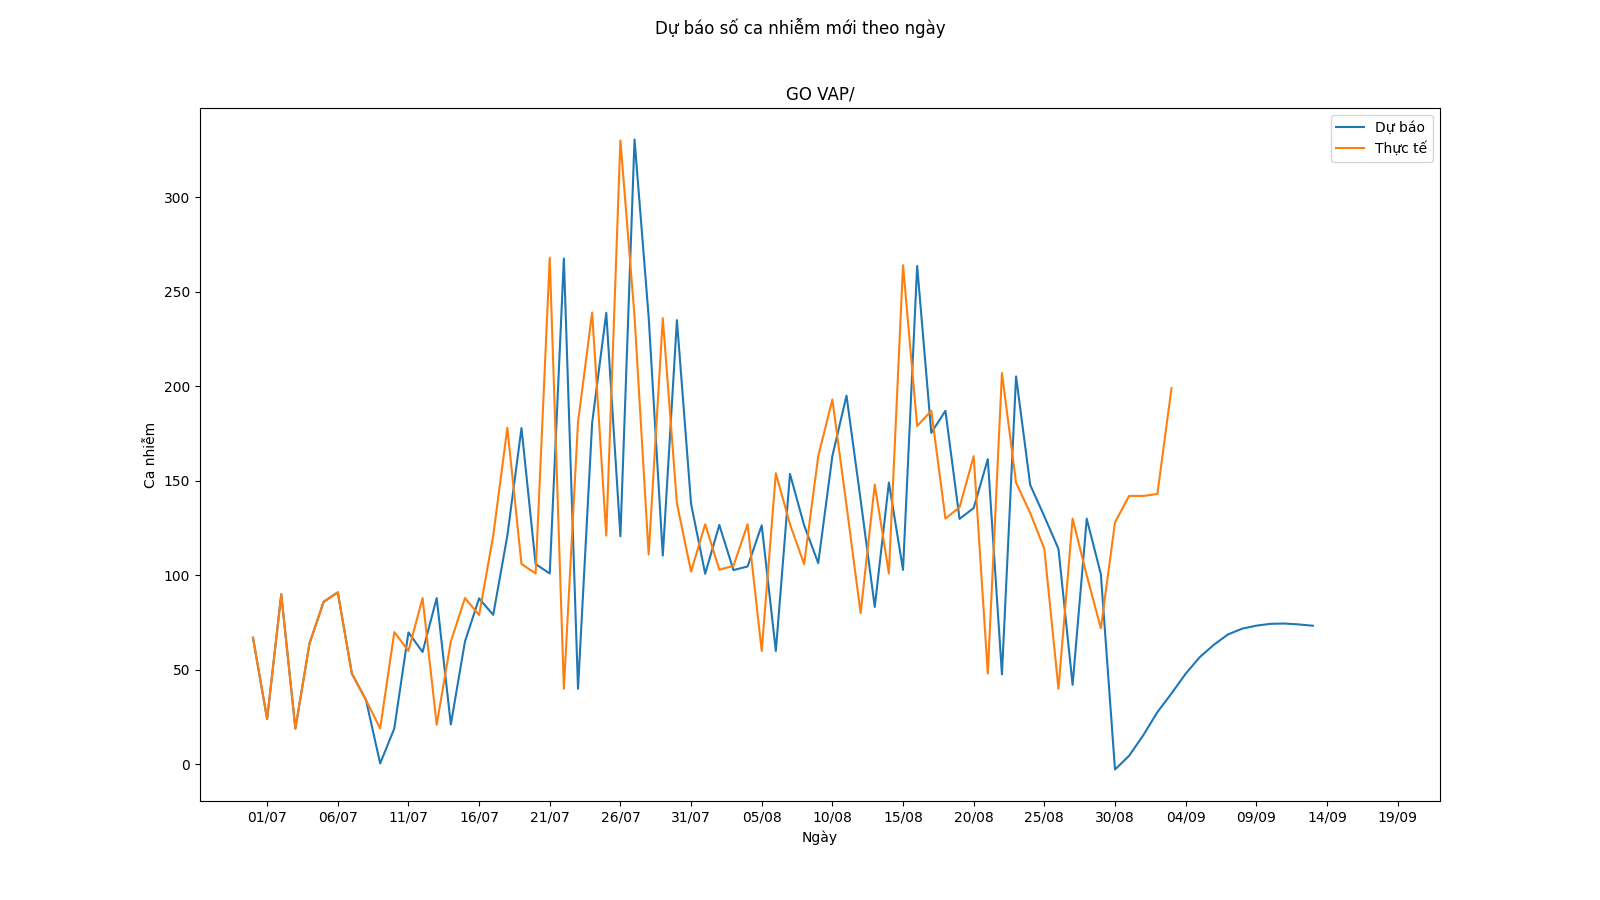 Dự báo số ca nhiễm mới theo ngày
GO VAP/
Dự báo
Thực tế
300
250
200
150
100
50
0
Ca nhiễm
01/07 06/07 11/07 16/07 21/07 26/07 31/07 05/08 10/08 15/08 20/08 25/08 30/08 04/09 09/09 14/09 19/09
Ngày